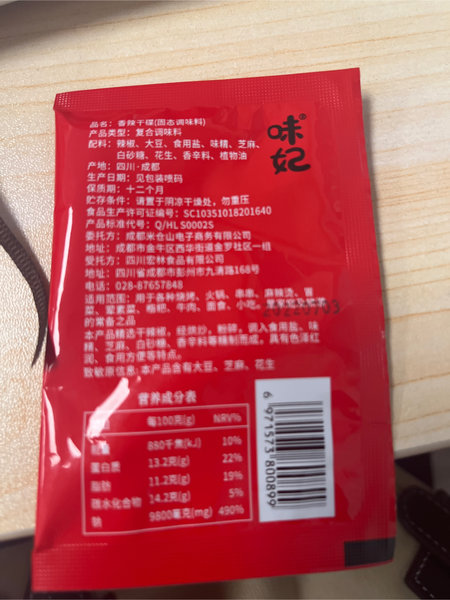 味妃
®
品名：香辣干碟(固态调味料)
产品类型：复合调味料
配料：辣椒、大豆、食用盐、味精、芝麻、
白砂糖、花生、香辛料、植物油
产地：四川·成都
生产日期：见包装喷码
保质期：十二个月
贮存条件：请置于阴凉干燥处，勿重压
食品生产许可证编号：SC10351018201640
产品标准代号：Q/HLS0002S
委托方：成都米仓山电子商务有限公司
地址：成都市金牛区西华街道金罗社区一组
受托方：四川宏林食品有限公司
地址：四川省成都市彭州市九清路168号
电话：028-87657848
适用范围：用于各种烧烤、火锅、串串、麻辣烫、冒
菜、荤素菜、糍粑、牛肉、面食、小吃
的常备之品
20220703
本产品精选干辣椒，经烘炒，粉碎，调入食用盐、味
精、芝麻、白砂糖、香辛料等精制而成。具有色泽红
润、食用方便等特点。
致敏原信息：本产品含有大豆、芝麻、花生
营养成分表
每100克(g) NRV%
能量 880千焦(kJ) 10%
蛋白质 13.2克(g) 22%
脂肪 11.2克(g) 19%
碳水化合物 14.2克(g) 5%
钠 9800毫克(mg) 490%
6 971573 800899